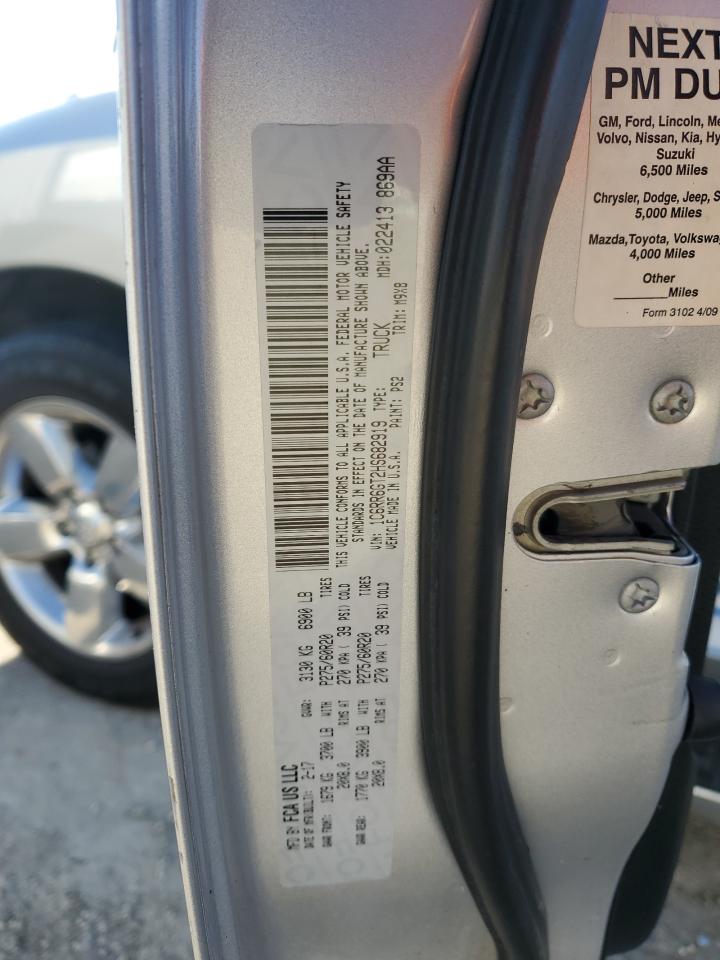 MFD BY FCA US LLC
DATE OF MFR(BUILT): 2-17 GVWR: 3130 KG 6900 LB
GAWR FRONT: 1679 KG 3700 LB WITH P275/60R20 TIRES
20X8.0 RIMS AT 270 KPA ( 39 PSI) COLD
GAWR REAR: 1770 KG 3900 LB WITH P275/60R20 TIRES
20X8.0 RIMS AT 270 KPA ( 39 PSI) COLD
THIS VEHICLE CONFORMS TO ALL APPLICABLE U.S.A. FEDERAL MOTOR VEHICLE SAFETY
STANDARDS IN EFFECT ON THE DATE OF MANUFACTURE SHOWN ABOVE.
VIN: 1C6RR6GT2HS682919 TYPE: TRUCK MDH: 022413 869AA
VEHICLE MADE IN U.S.A. PAINT: PS2 TRIM: M9X8
NEXT
PM DU
GM, Ford, Lincoln, Me
Volvo, Nissan, Kia, Hy
Suzuki
6,500 Miles
Chrysler, Dodge, Jeep, S
5,000 Miles
Mazda,Toyota, Volkswa
4,000 Miles
Other
______Miles
Form 3102 4/09